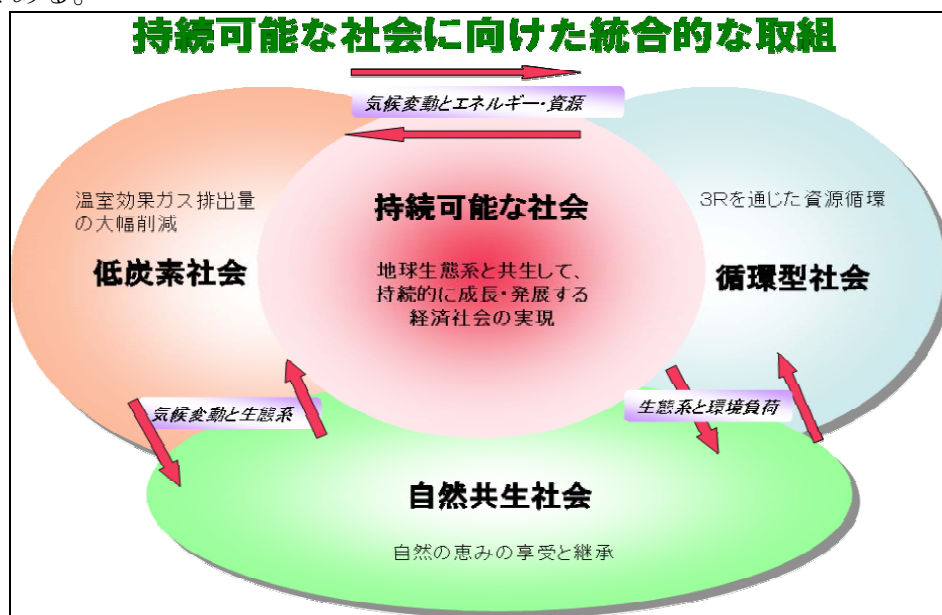 持続可能な社会に向けた統合的な取組
気候変動とエネルギー・資源
温室効果ガス排出量
の大幅削減
低炭素社会
持続可能な社会
地球生態系と共生して、
持続的に成長・発展する
経済社会の実現
3Rを通じた資源循環
循環型社会
気候変動と生態系
生態系と環境負荷
自然共生社会
自然の恵みの享受と継承